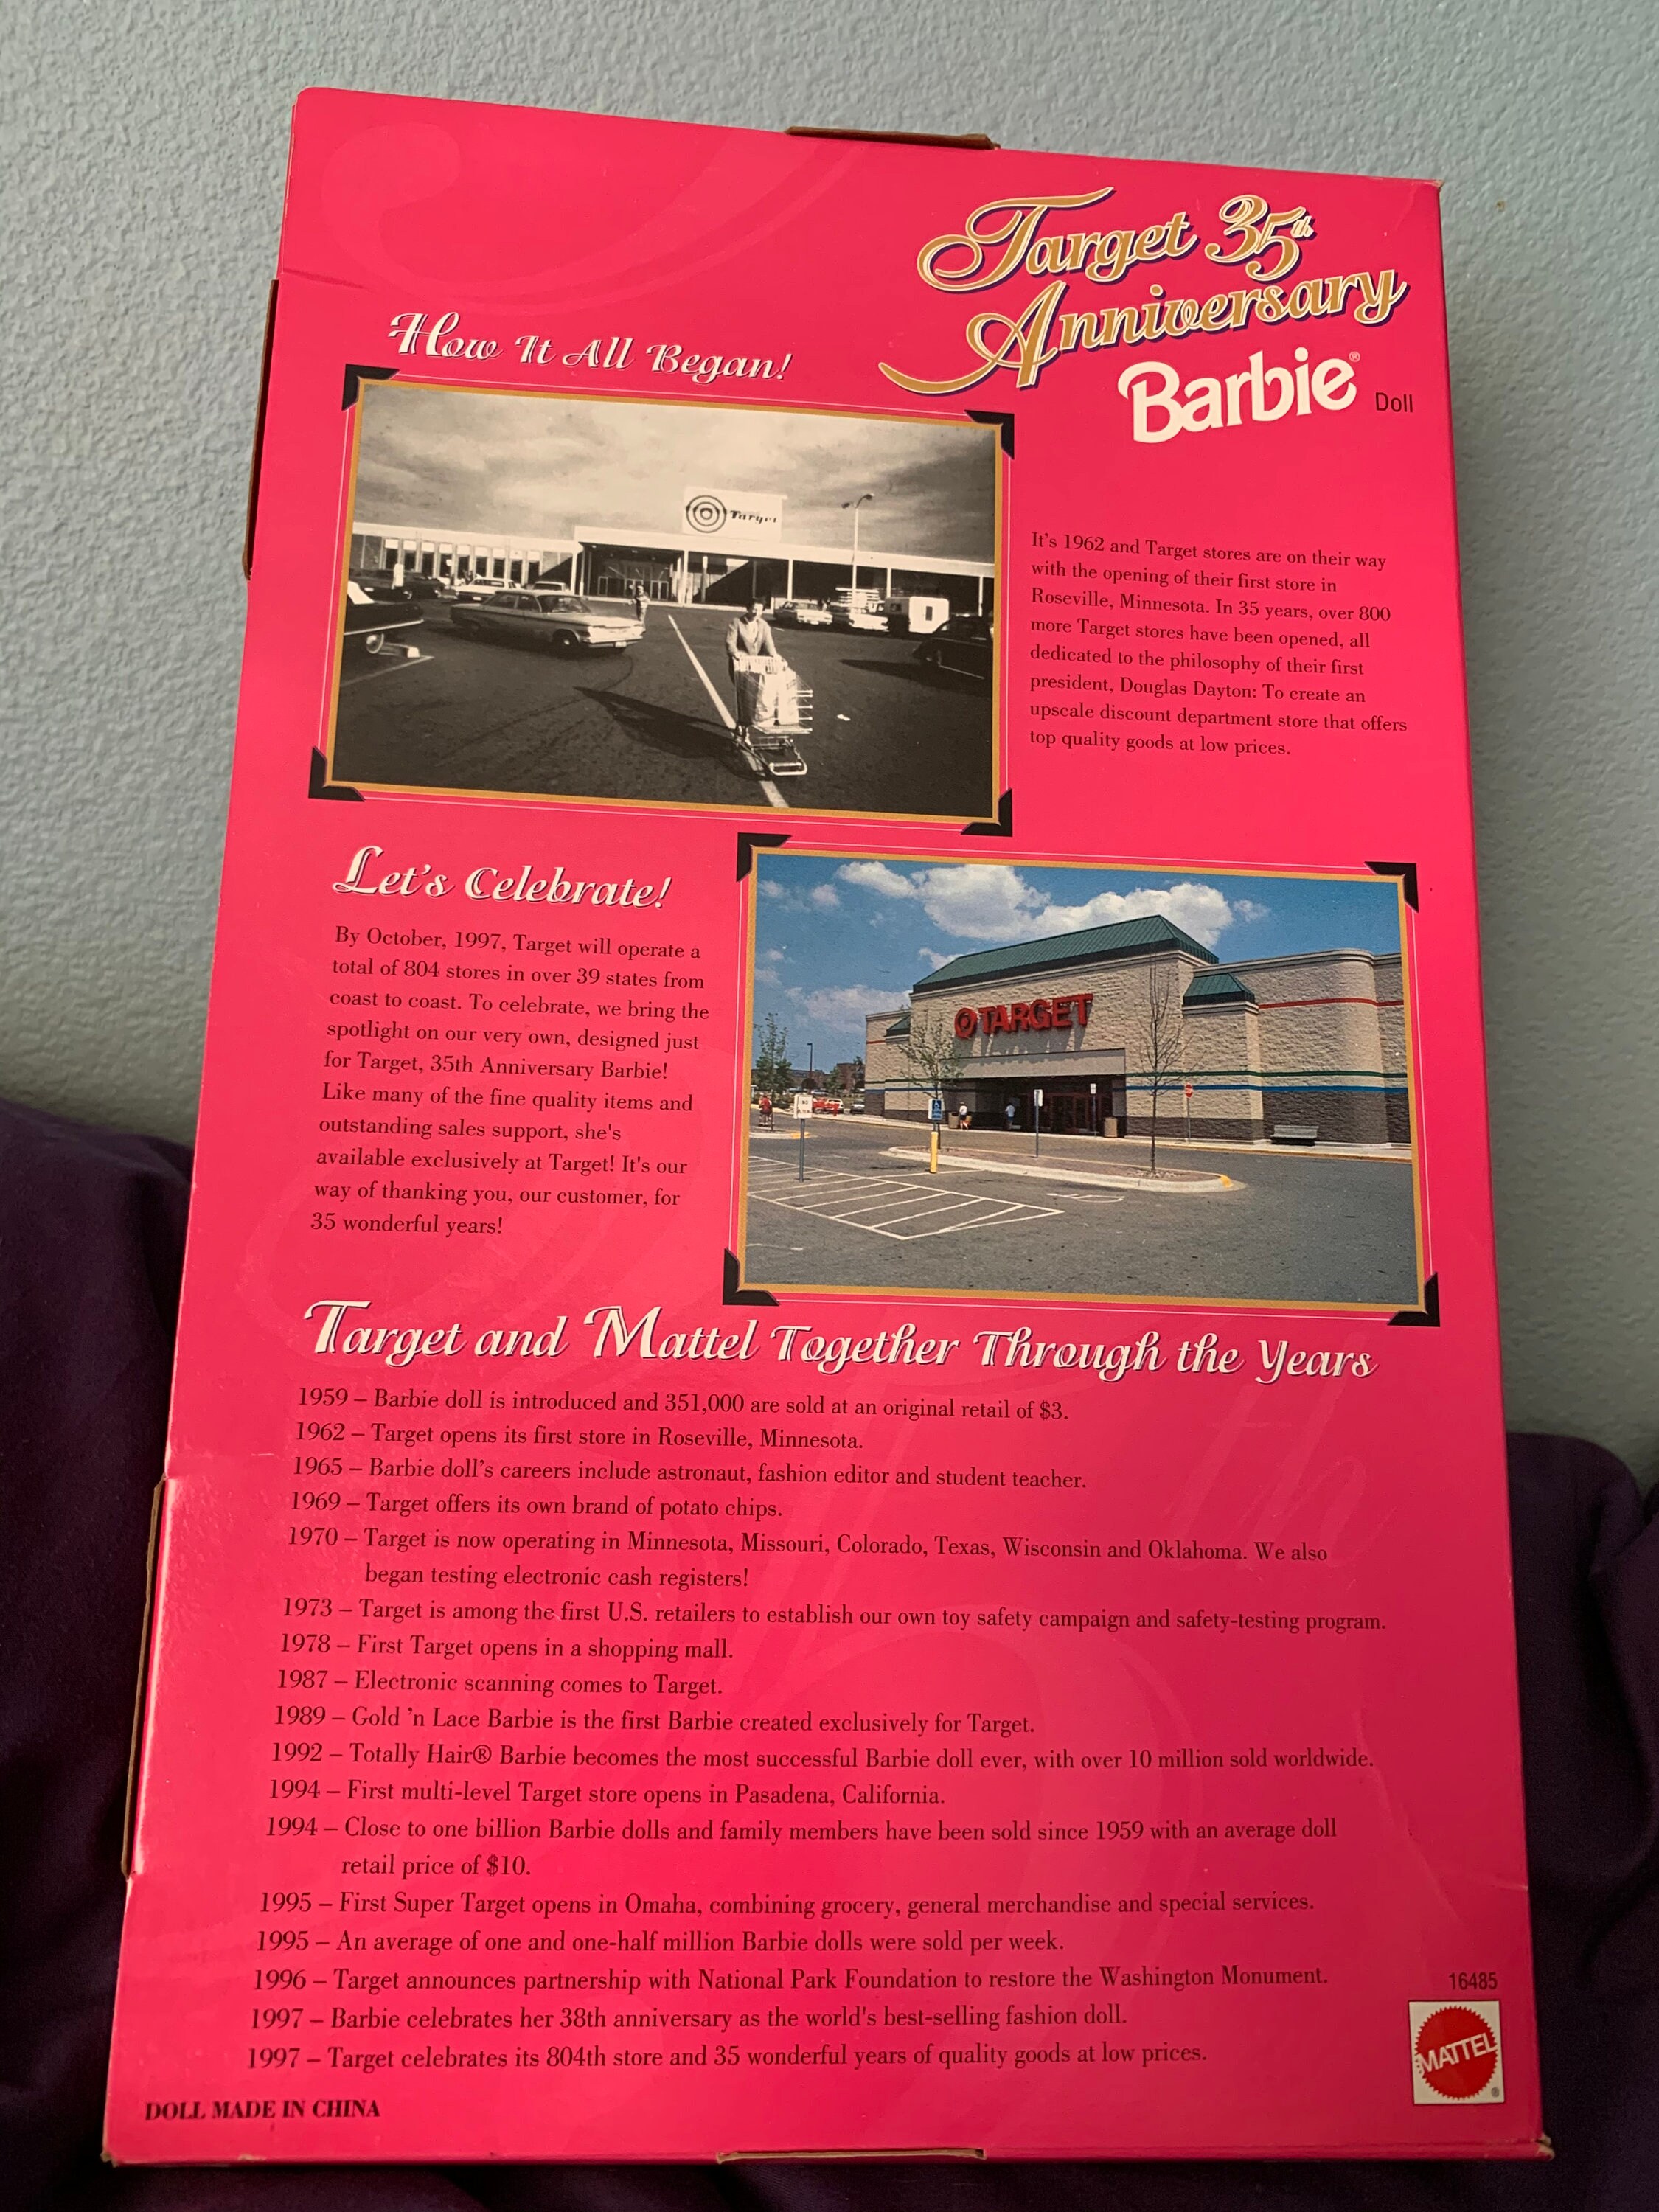 Target 35th
Anniversary
Barbie® Doll
How It All Began!
Target
It's 1962 and Target stores are on their way
with the opening of their first store in
Roseville, Minnesota. In 35 years, over 800
more Target stores have been opened, all
dedicated to the philosophy of their first
president, Douglas Dayton: To create an
upscale discount department store that offers
top quality goods at low prices.
Let's Celebrate!
By October, 1997, Target will operate a
total of 804 stores in over 39 states from
coast to coast. To celebrate, we bring the
spotlight on our very own, designed just
for Target, 35th Anniversary Barbie!
Like many of the fine quality items and
outstanding sales support, she's
available exclusively at Target! It's our
way of thanking you, our customer, for
35 wonderful years!
TARGET
Target and Mattel Together Through the Years
1959 – Barbie doll is introduced and 351,000 are sold at an original retail of $3.
1962 – Target opens its first store in Roseville, Minnesota.
1965 – Barbie doll's careers include astronaut, fashion editor and student teacher.
1969 – Target offers its own brand of potato chips.
1970 – Target is now operating in Minnesota, Missouri, Colorado, Texas, Wisconsin and Oklahoma. We also
began testing electronic cash registers!
1973 – Target is among the first U.S. retailers to establish our own toy safety campaign and safety-testing program.
1978 – First Target opens in a shopping mall.
1987 – Electronic scanning comes to Target.
1989 – Gold 'n Lace Barbie is the first Barbie created exclusively for Target.
1992 – Totally Hair® Barbie becomes the most successful Barbie doll ever, with over 10 million sold worldwide.
1994 – First multi-level Target store opens in Pasadena, California.
1994 – Close to one billion Barbie dolls and family members have been sold since 1959 with an average doll
retail price of $10.
1995 – First Super Target opens in Omaha, combining grocery, general merchandise and special services.
1995 – An average of one and one-half million Barbie dolls were sold per week.
1996 – Target announces partnership with National Park Foundation to restore the Washington Monument.
1997 – Barbie celebrates her 38th anniversary as the world's best-selling fashion doll.
1997 – Target celebrates its 804th store and 35 wonderful years of quality goods at low prices.
16485
MATTEL®
DOLL MADE IN CHINA